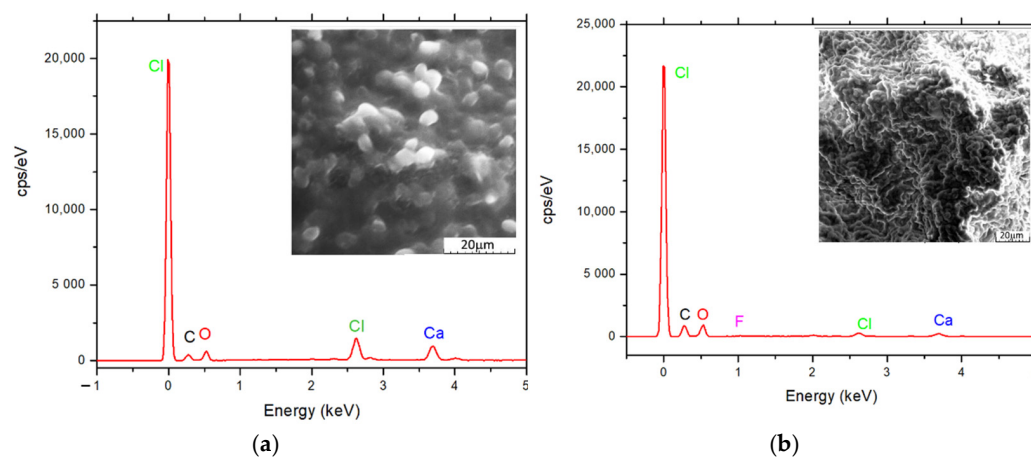 20,000
15,000
10,000
5 000
0
cps/eV
Cl
C
O
Cl
Ca
20µm
−1
0
1
2
3
4
5
Energy (keV)
(a)
25,000
20,000
15,000
10,000
5 000
0
cps/eV
Cl
C
O
F
Cl
Ca
20µm
0
1
2
3
4
Energy (keV)
(b)